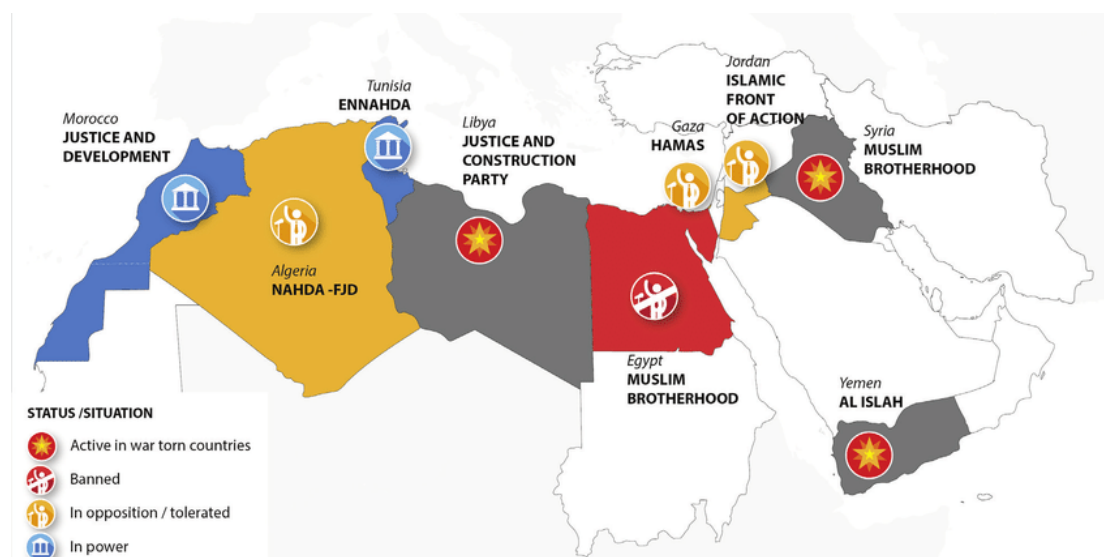 Morocco
JUSTICE AND
DEVELOPMENT
Tunisia
ENNAHDA
Libya
JUSTICE AND
CONSTRUCTION
PARTY
Gaza
HAMAS
Jordan
ISLAMIC
FRONT
OF ACTION
Syria
MUSLIM
BROTHERHOOD
Algeria
NAHDA -FJD
Egypt
MUSLIM
BROTHERHOOD
Yemen
AL ISLAH
STATUS /SITUATION
Active in war torn countries
Banned
In opposition / tolerated
In power